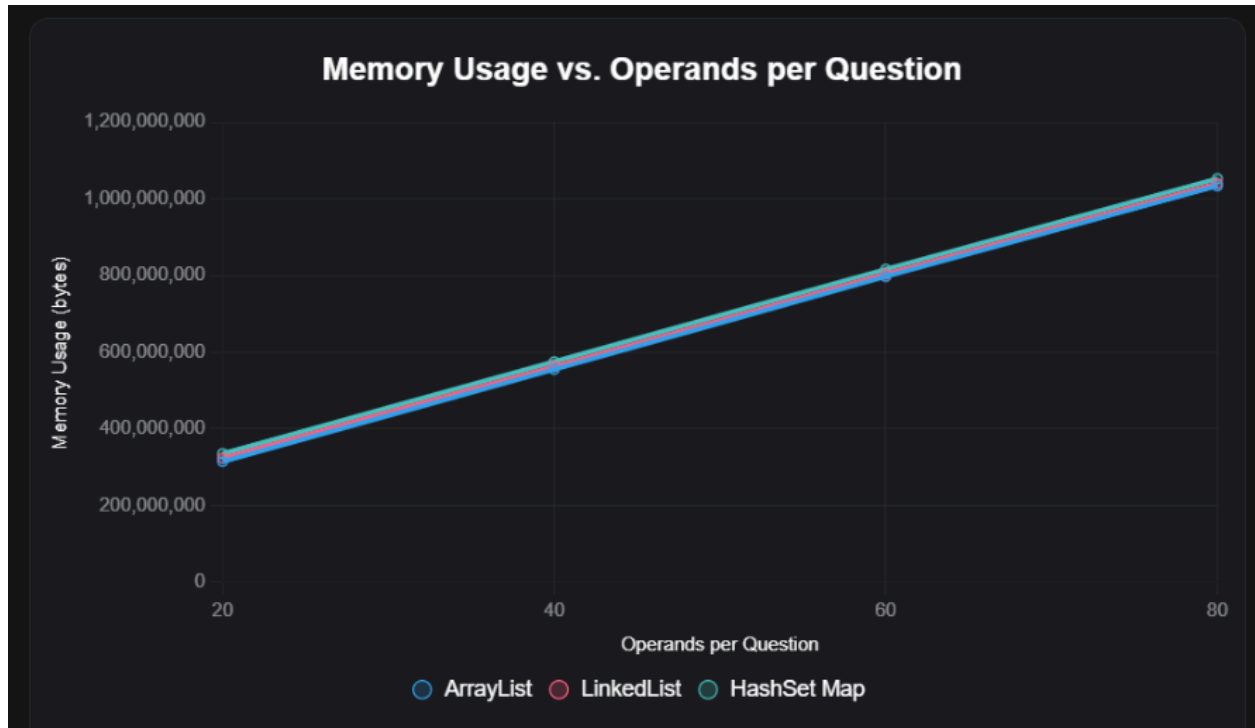 Memory Usage vs. Operands per Question
1,200,000,000
1,000,000,000
800,000,000
600,000,000
400,000,000
200,000,000
0
Memory Usage (bytes)
20 40 60 80
Operands per Question
ArrayList LinkedList HashSet Map